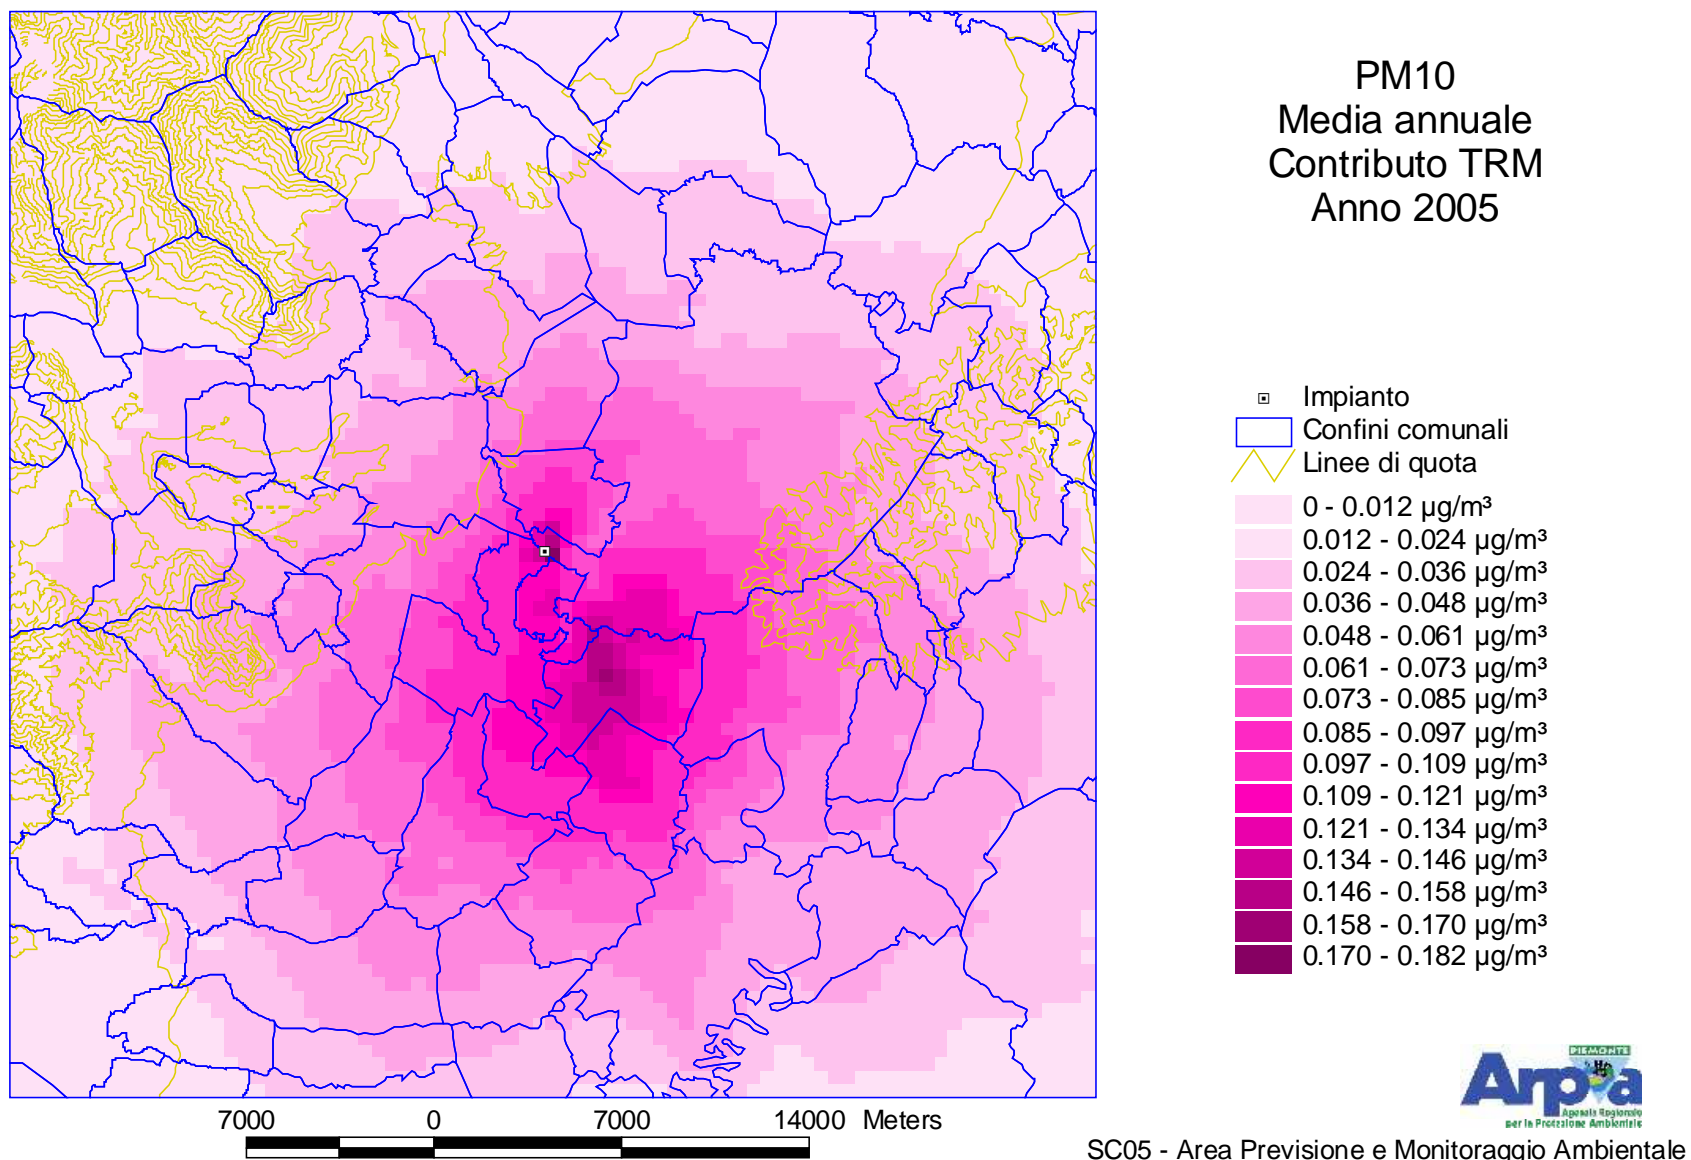 PM10
Media annuale
Contributo TRM
Anno 2005
Impianto
Confini comunali
Linee di quota
0 - 0.012 µg/m³
0.012 - 0.024 µg/m³
0.024 - 0.036 µg/m³
0.036 - 0.048 µg/m³
0.048 - 0.061 µg/m³
0.061 - 0.073 µg/m³
0.073 - 0.085 µg/m³
0.085 - 0.097 µg/m³
0.097 - 0.109 µg/m³
0.109 - 0.121 µg/m³
0.121 - 0.134 µg/m³
0.134 - 0.146 µg/m³
0.146 - 0.158 µg/m³
0.158 - 0.170 µg/m³
0.170 - 0.182 µg/m³
7000 0 7000 14000 Meters
PIEMONTE
Arpa
Agenzia Regionale
per la Protezione Ambientale
SC05 - Area Previsione e Monitoraggio Ambientale